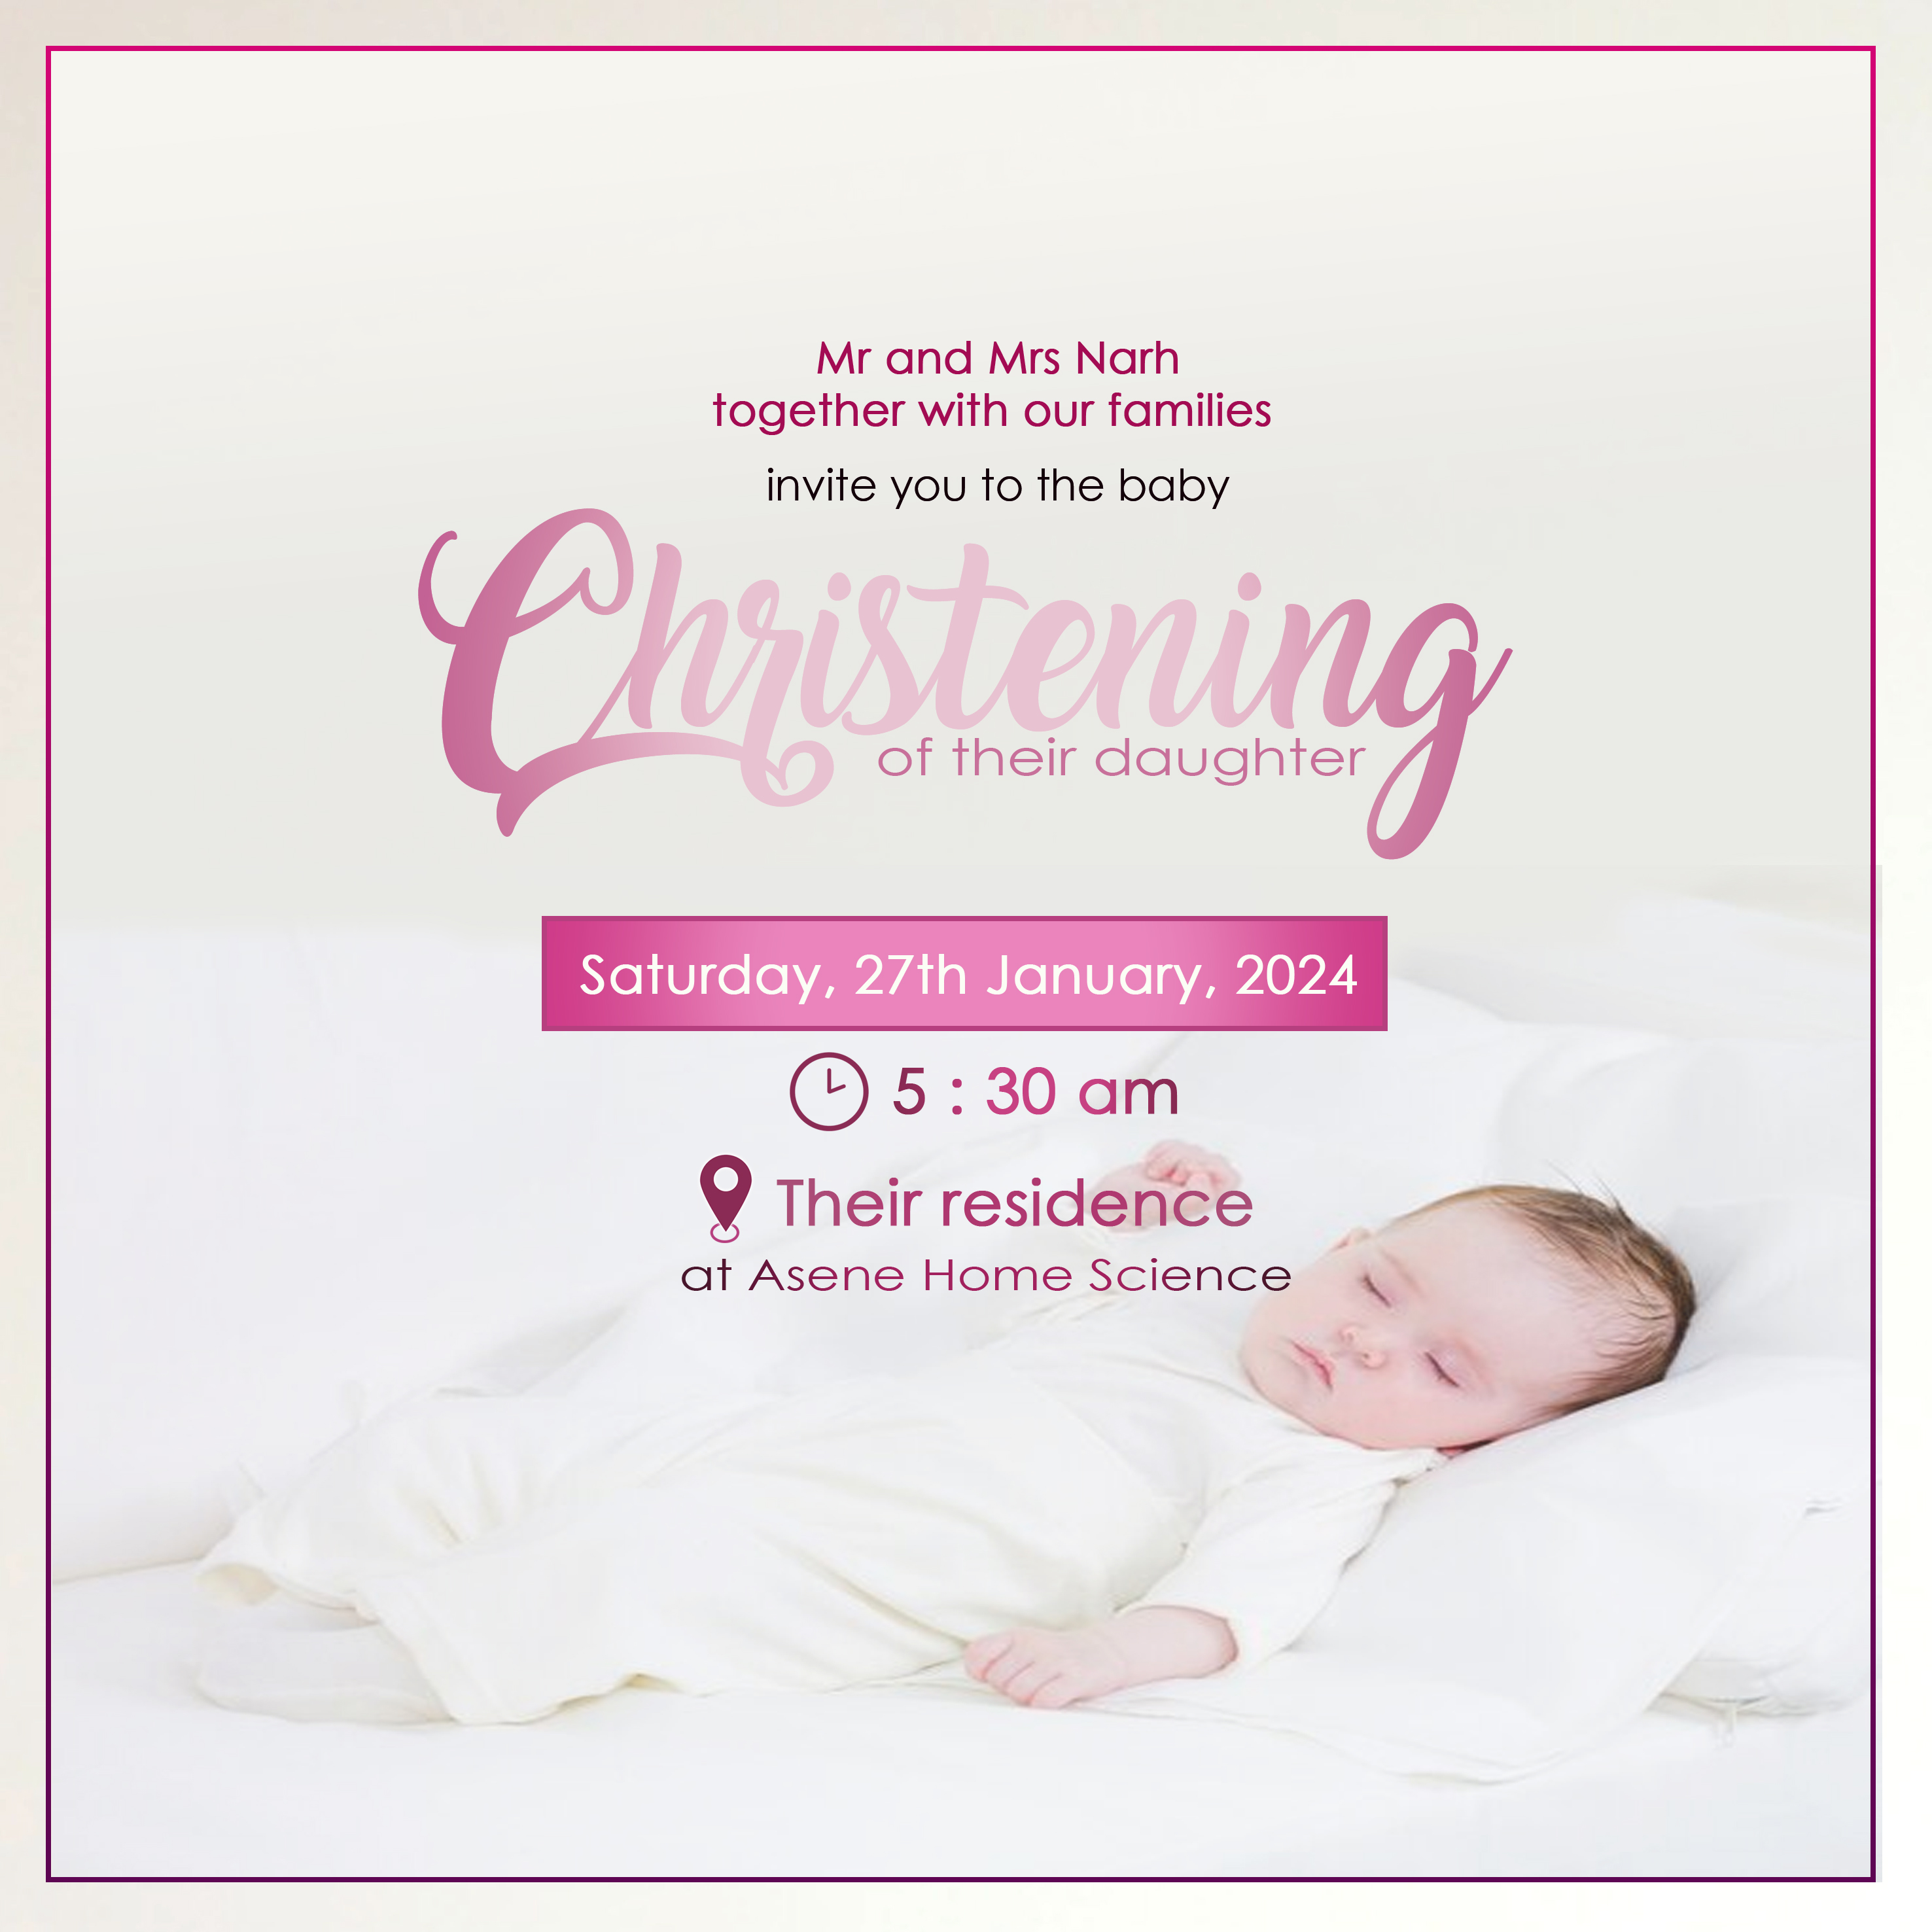 Mr and Mrs Narh
together with our families
invite you to the baby
Christening
of their daughter
Saturday, 27th January, 2024
5 : 30 am
Their residence
at Asene Home Science